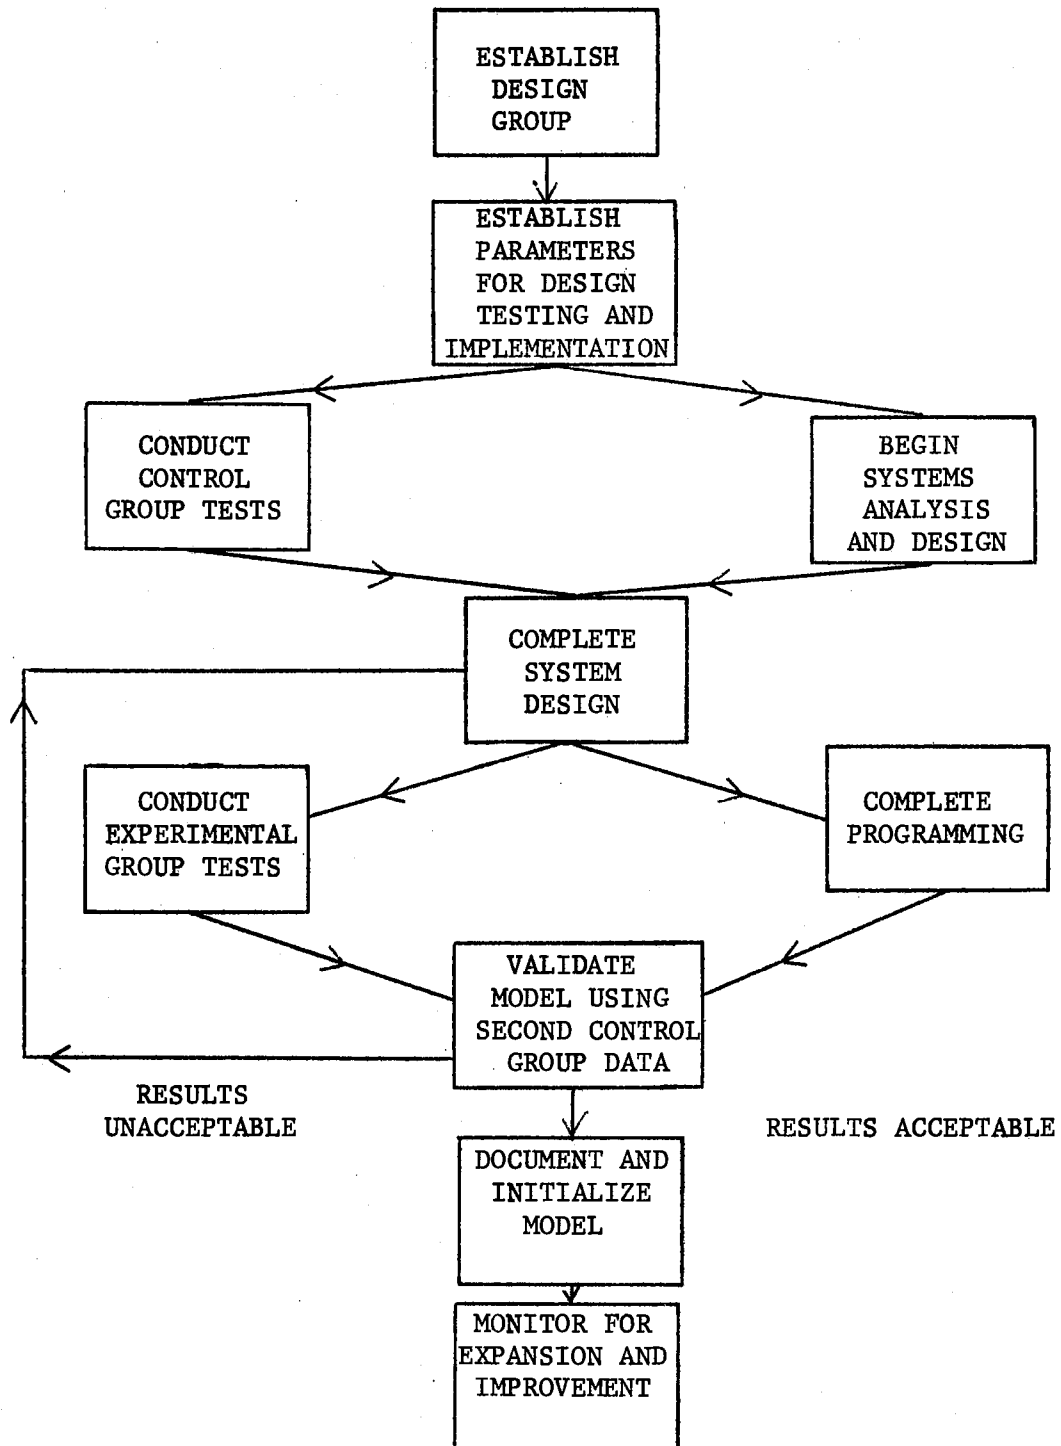 ESTABLISH
DESIGN
GROUP
ESTABLISH
PARAMETERS
FOR DESIGN
TESTING AND
IMPLEMENTATION
CONDUCT
CONTROL
GROUP TESTS
BEGIN
SYSTEMS
ANALYSIS
AND DESIGN
COMPLETE
SYSTEM
DESIGN
CONDUCT
EXPERIMENTAL
GROUP TESTS
COMPLETE
PROGRAMMING
VALIDATE
MODEL USING
SECOND CONTROL
GROUP DATA
RESULTS
UNACCEPTABLE
RESULTS ACCEPTABLE
DOCUMENT AND
INITIALIZE
MODEL
MONITOR FOR
EXPANSION AND
IMPROVEMENT